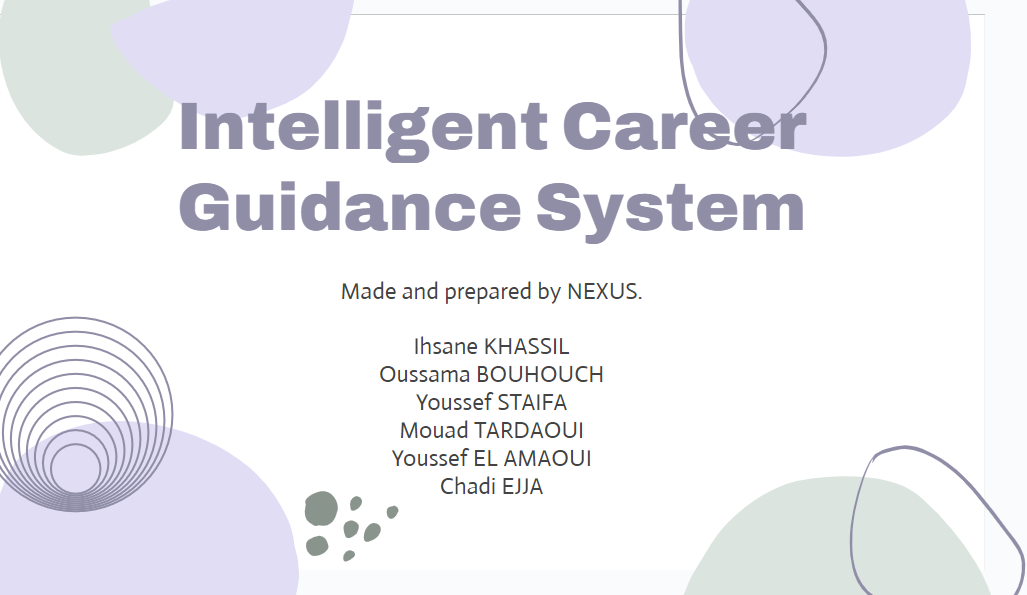 Intelligent Career
Guidance System
Made and prepared by NEXUS.
Ihsane KHASSIL
Oussama BOUHOUCH
Youssef STAIFA
Mouad TARDAOUI
Youssef EL AMAOUI
Chadi EJJA